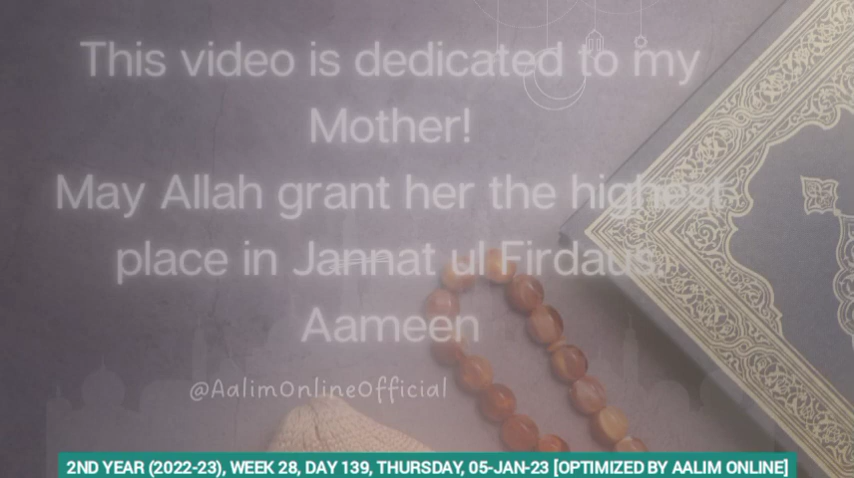 This video is dedicated to my
Mother!
May Allah grant her the highest
place in Jannat ul Firdaus.
Aameen
@AalimOnlineOfficial
2ND YEAR (2022-23), WEEK 28, DAY 139, THURSDAY, 05-JAN-23 [OPTIMIZED BY AALIM ONLINE]